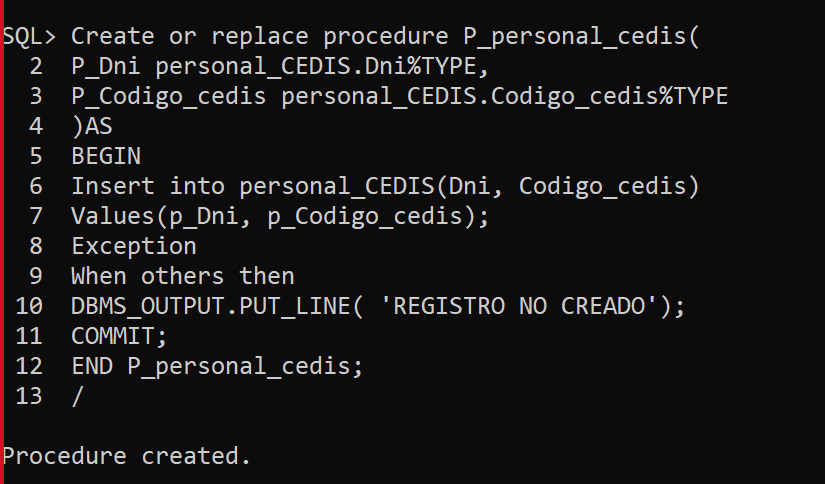 SQL> Create or replace procedure P_personal_cedis(
2 P_Dni personal_CEDIS.Dni%TYPE,
3 P_Codigo_cedis personal_CEDIS.Codigo_cedis%TYPE
4 )AS
5 BEGIN
6 Insert into personal_CEDIS(Dni, Codigo_cedis)
7 Values(p_Dni, p_Codigo_cedis);
8 Exception
9 When others then
10 DBMS_OUTPUT.PUT_LINE( 'REGISTRO NO CREADO');
11 COMMIT;
12 END P_personal_cedis;
13 /
Procedure created.